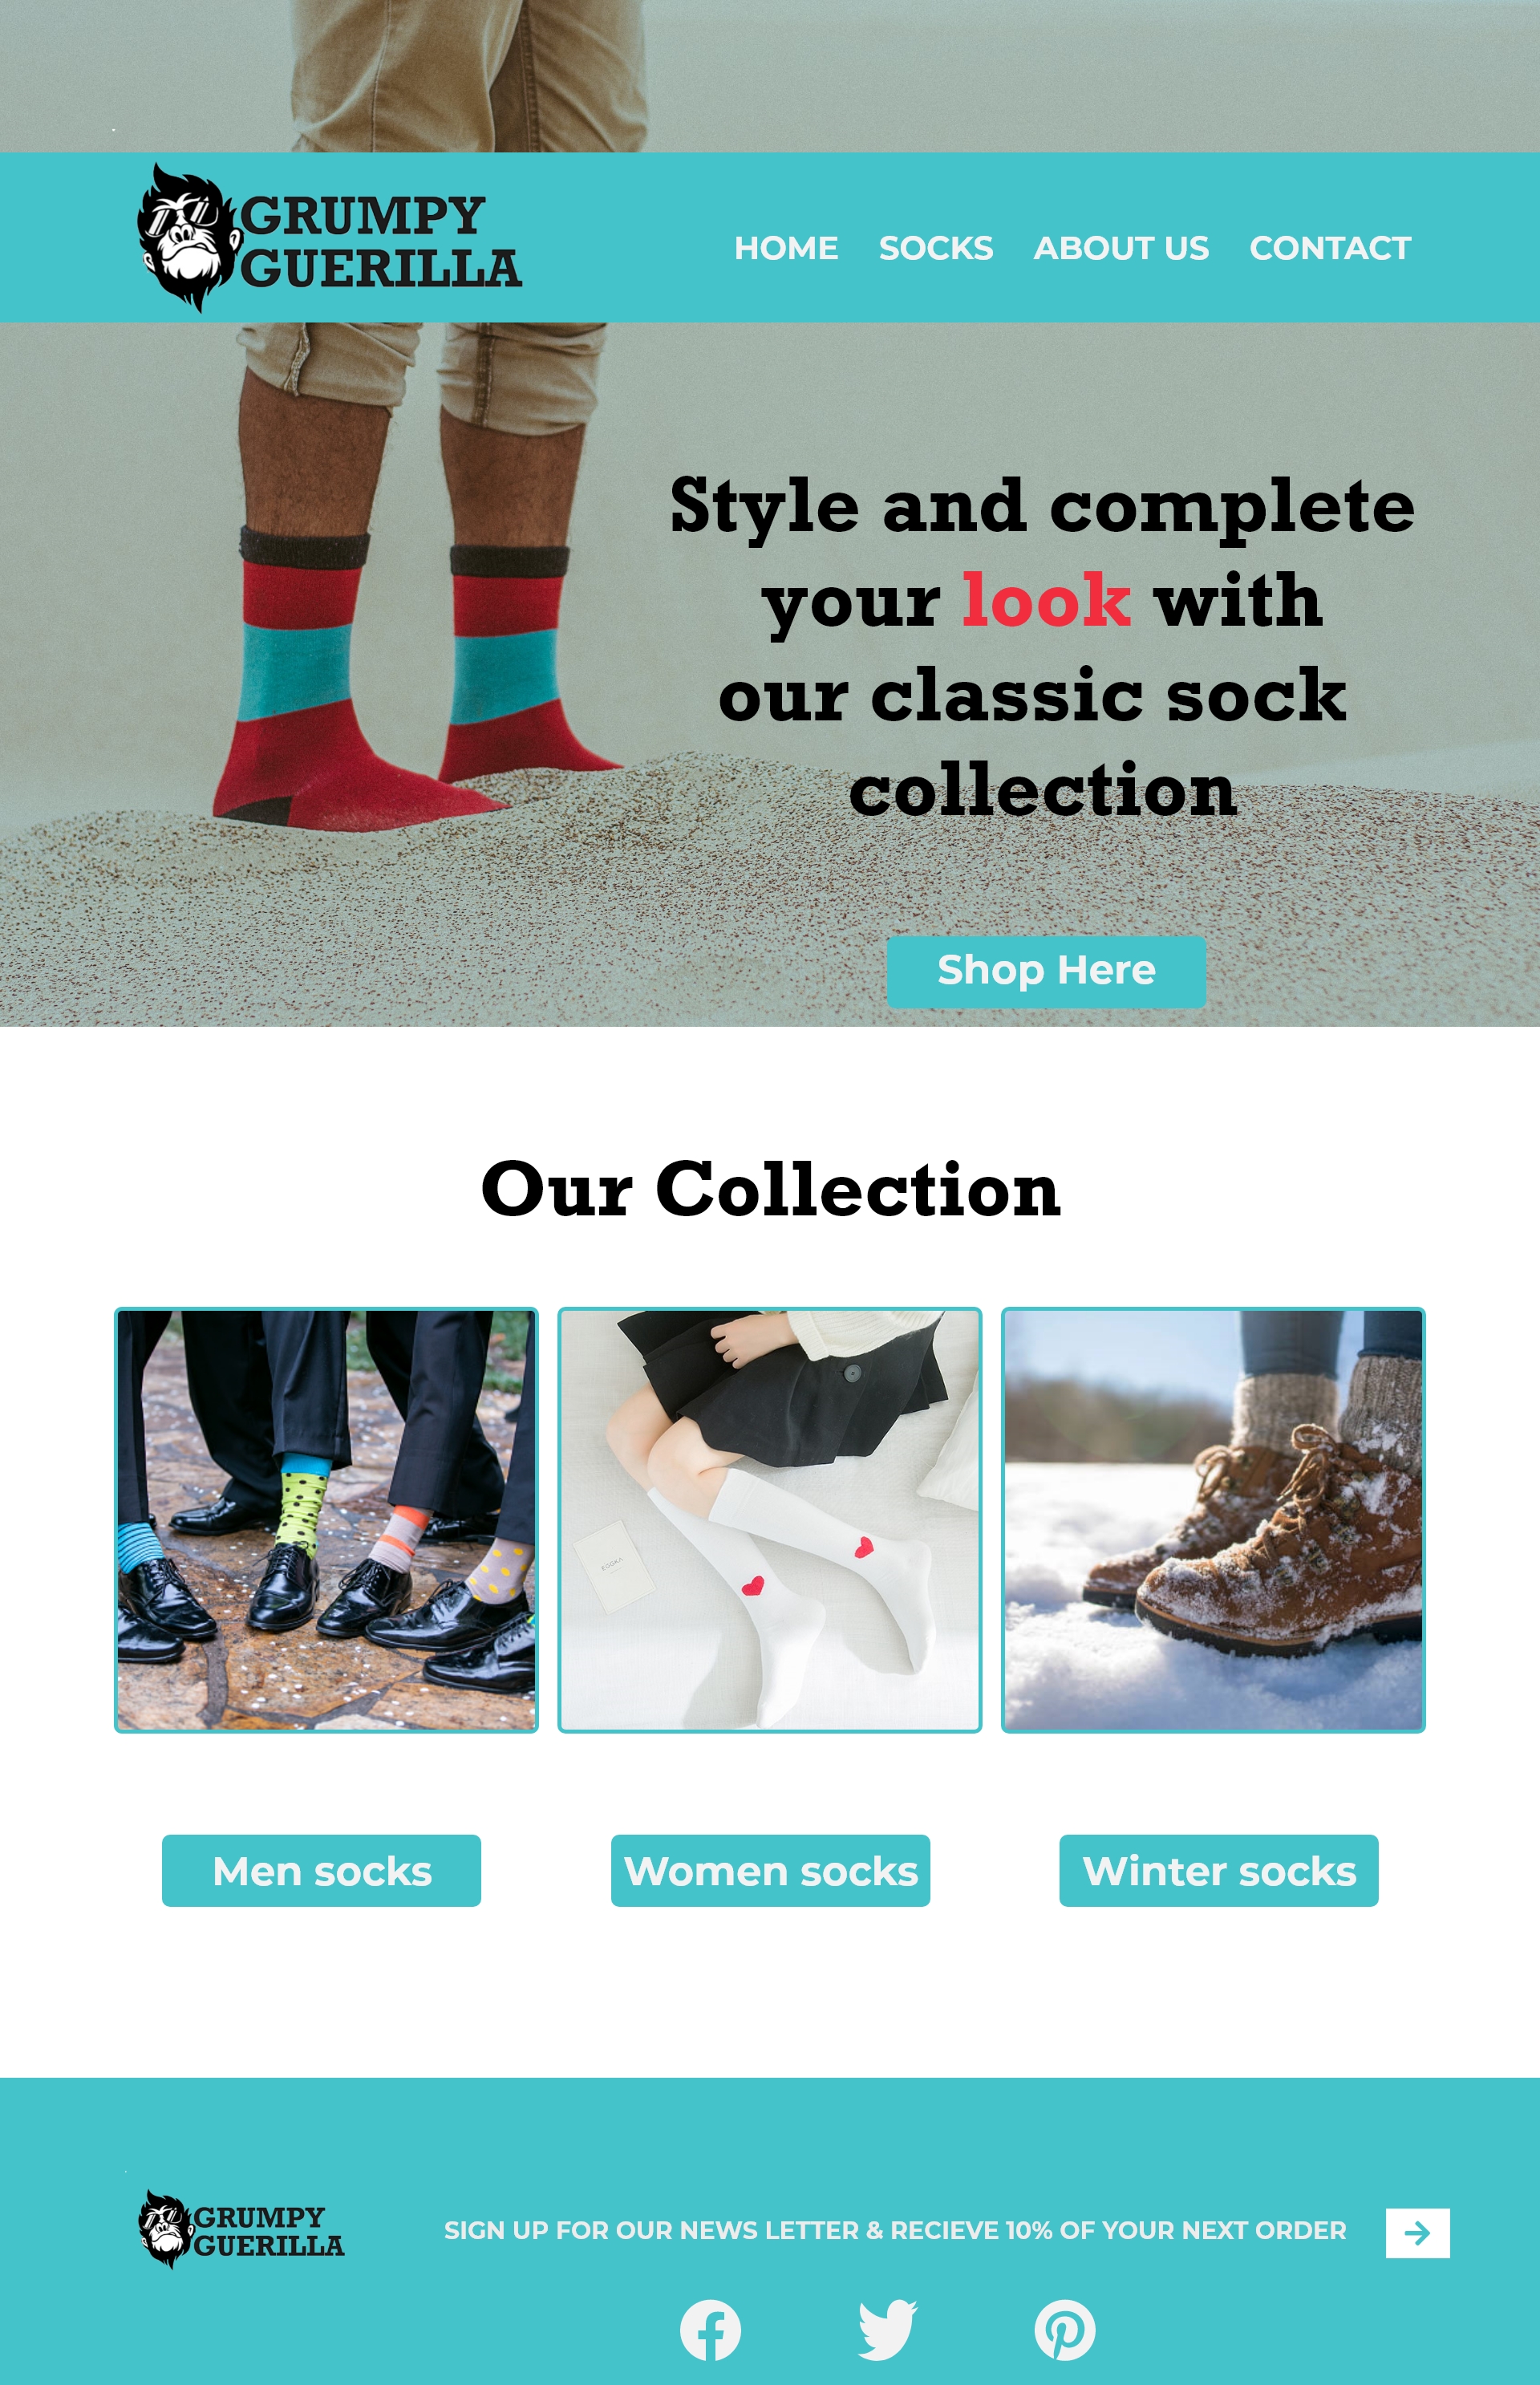 GRUMPY
GUERILLA
HOME SOCKS ABOUT US CONTACT
Style and complete
your look with
our classic sock
collection
Shop Here
Our Collection
Men socks
Women socks
Winter socks
GRUMPY
GUERILLA
SIGN UP FOR OUR NEWS LETTER & RECIEVE 10% OF YOUR NEXT ORDER